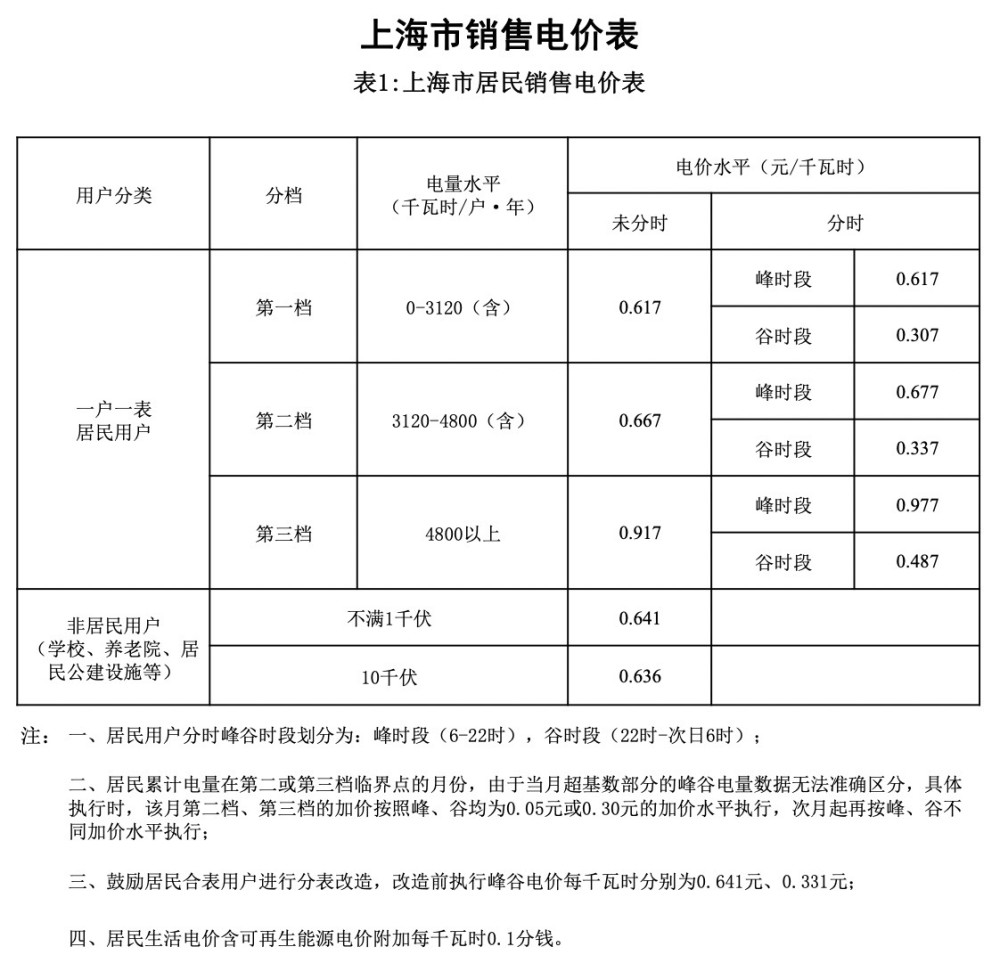 上海市销售电价表
表1:上海市居民销售电价表
用户分类
分档
电量水平
（千瓦时/户·年）
电价水平（元/千瓦时）
未分时
分时
一户一表
居民用户
第一档
0-3120（含）
0.617
峰时段
0.617
谷时段
0.307
第二档
3120-4800（含）
0.667
峰时段
0.677
谷时段
0.337
第三档
4800以上
0.917
峰时段
0.977
谷时段
0.487
非居民用户
（学校、养老院、居
民公建设施等）
不满1千伏
0.641
10千伏
0.636
注： 一、居民用户分时峰谷时段划分为：峰时段（6-22时），谷时段（22时-次日6时）；
二、居民累计电量在第二或第三档临界点的月份，由于当月超基数部分的峰谷电量数据无法准确区分，具体
执行时，该月第二档、第三档的加价按照峰、谷均为0.05元或0.30元的加价水平执行，次月起再按峰、谷不
同加价水平执行；
三、鼓励居民合表用户进行分表改造，改造前执行峰谷电价每千瓦时分别为0.641元、0.331元；
四、居民生活电价含可再生能源电价附加每千瓦时0.1分钱。